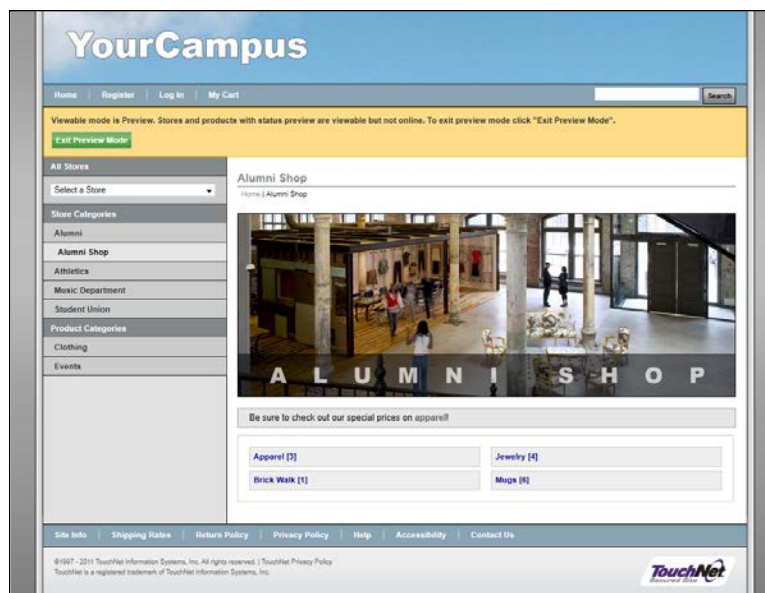 YourCampus
Home | Register | Log In | My Cart
Search
Viewable mode is Preview. Stores and products with status preview are viewable but not online. To exit preview mode click "Exit Preview Mode".
Exit Preview Mode
All Stores
Select a Store
Store Categories
Alumni
Alumni Shop
Athletics
Music Department
Student Union
Product Categories
Clothing
Events
Alumni Shop
Home | Alumni Shop
ALUMNI SHOP
Be sure to check out our special prices on apparel!
Apparel [3]
Jewelry [4]
Brick Walk [1]
Mugs [6]
Site Info | Shipping Rates | Return Policy | Privacy Policy | Help | Accessibility | Contact Us
©1997 - 2011 TouchNet Information Systems, Inc. All rights reserved. | TouchNet Privacy Policy
TouchNet is a registered trademark of TouchNet Information Systems, Inc.
TouchNet
Secured Site